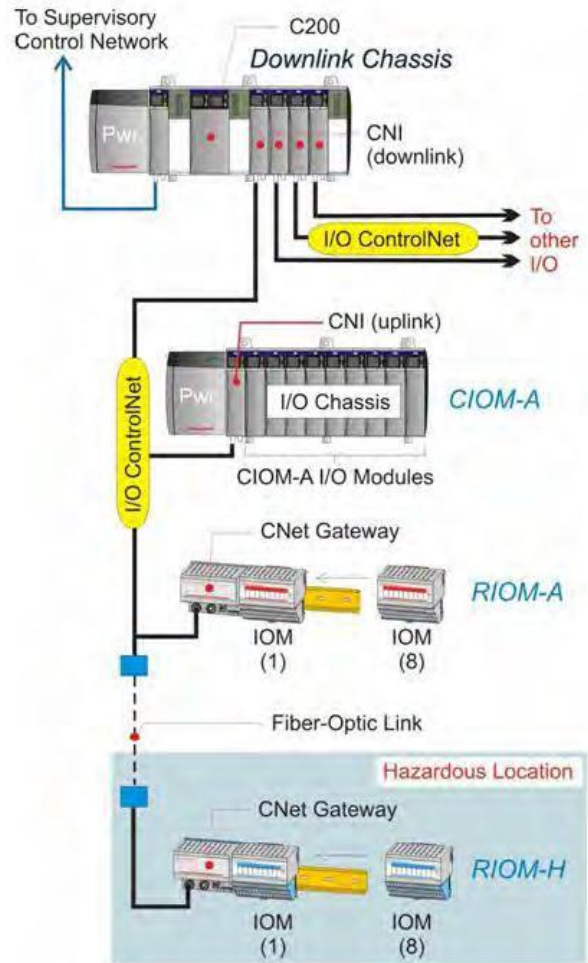 To Supervisory
Control Network
C200
Downlink Chassis
Pwr
CNI
(downlink)
I/O ControlNet
To
other
I/O
CNI (uplink)
Pwr
I/O Chassis
CIOM-A
I/O ControlNet
CIOM-A I/O Modules
CNet Gateway
RIOM-A
IOM
(1)
IOM
(8)
Fiber-Optic Link
Hazardous Location
CNet Gateway
RIOM-H
IOM
(1)
IOM
(8)